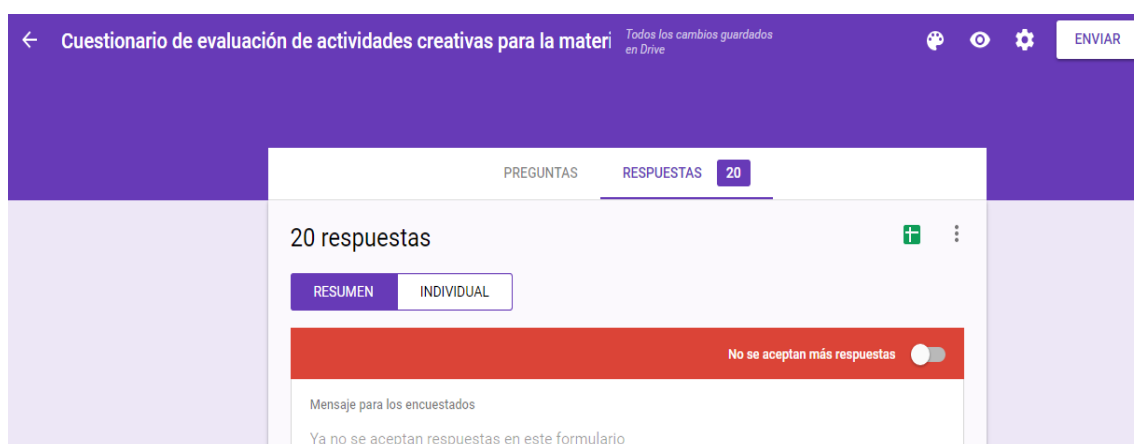 Cuestionario de evaluación de actividades creativas para la materi
Todos los cambios guardados
en Drive
ENVIAR
PREGUNTAS
RESPUESTAS 20
20 respuestas
RESUMEN
INDIVIDUAL
No se aceptan más respuestas
Mensaje para los encuestados
Ya no se aceptan respuestas en este formulario